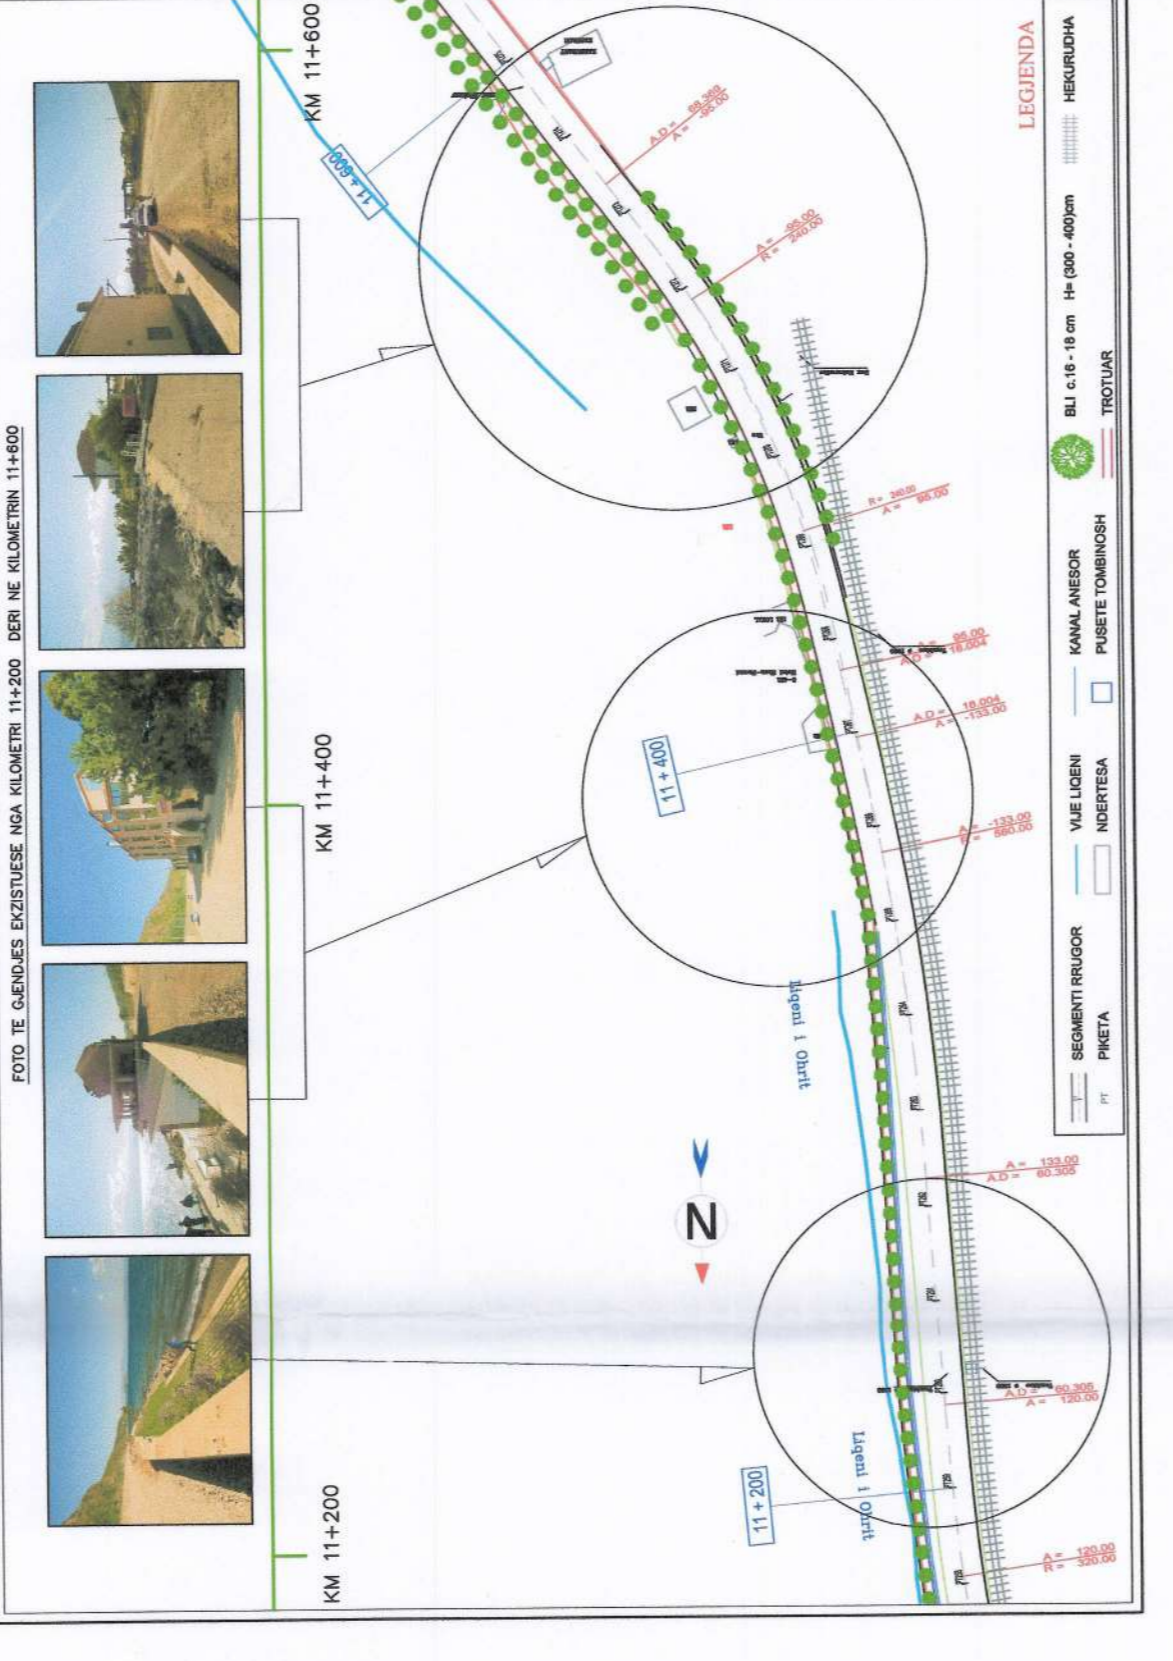 FOTO TE GJENDJES EKZISTUESE NGA KILOMETRI 11+200 DERI NE KILOMETRIN 11+600
KM 11+200
KM 11+400
KM 11+600
11 + 200
11 + 400
11 + 600
Liqeni i Ohrit
Liqeni i Ohrit
N
A = 120.00
R = 320.00
A.D = 60.305
A = 120.00
A = 133.00
A.D = 60.305
A = -133.00
R = 560.00
A.D = 18.004
A = -133.00
A = 95.00
A.D = 18.004
R = 240.00
A = 95.00
A = -95.00
R = 240.00
A.D = 68.368
A = -95.00
LEGJENDA
SEGMENTI RRUGOR
VIJE LIQENI
KANAL ANESOR
BLI c.16 - 18 cm H= (300 - 400)cm
HEKURUDHA
PT
PIKETA
NDERTESA
PUSETE TOMBINOSH
TROTUAR